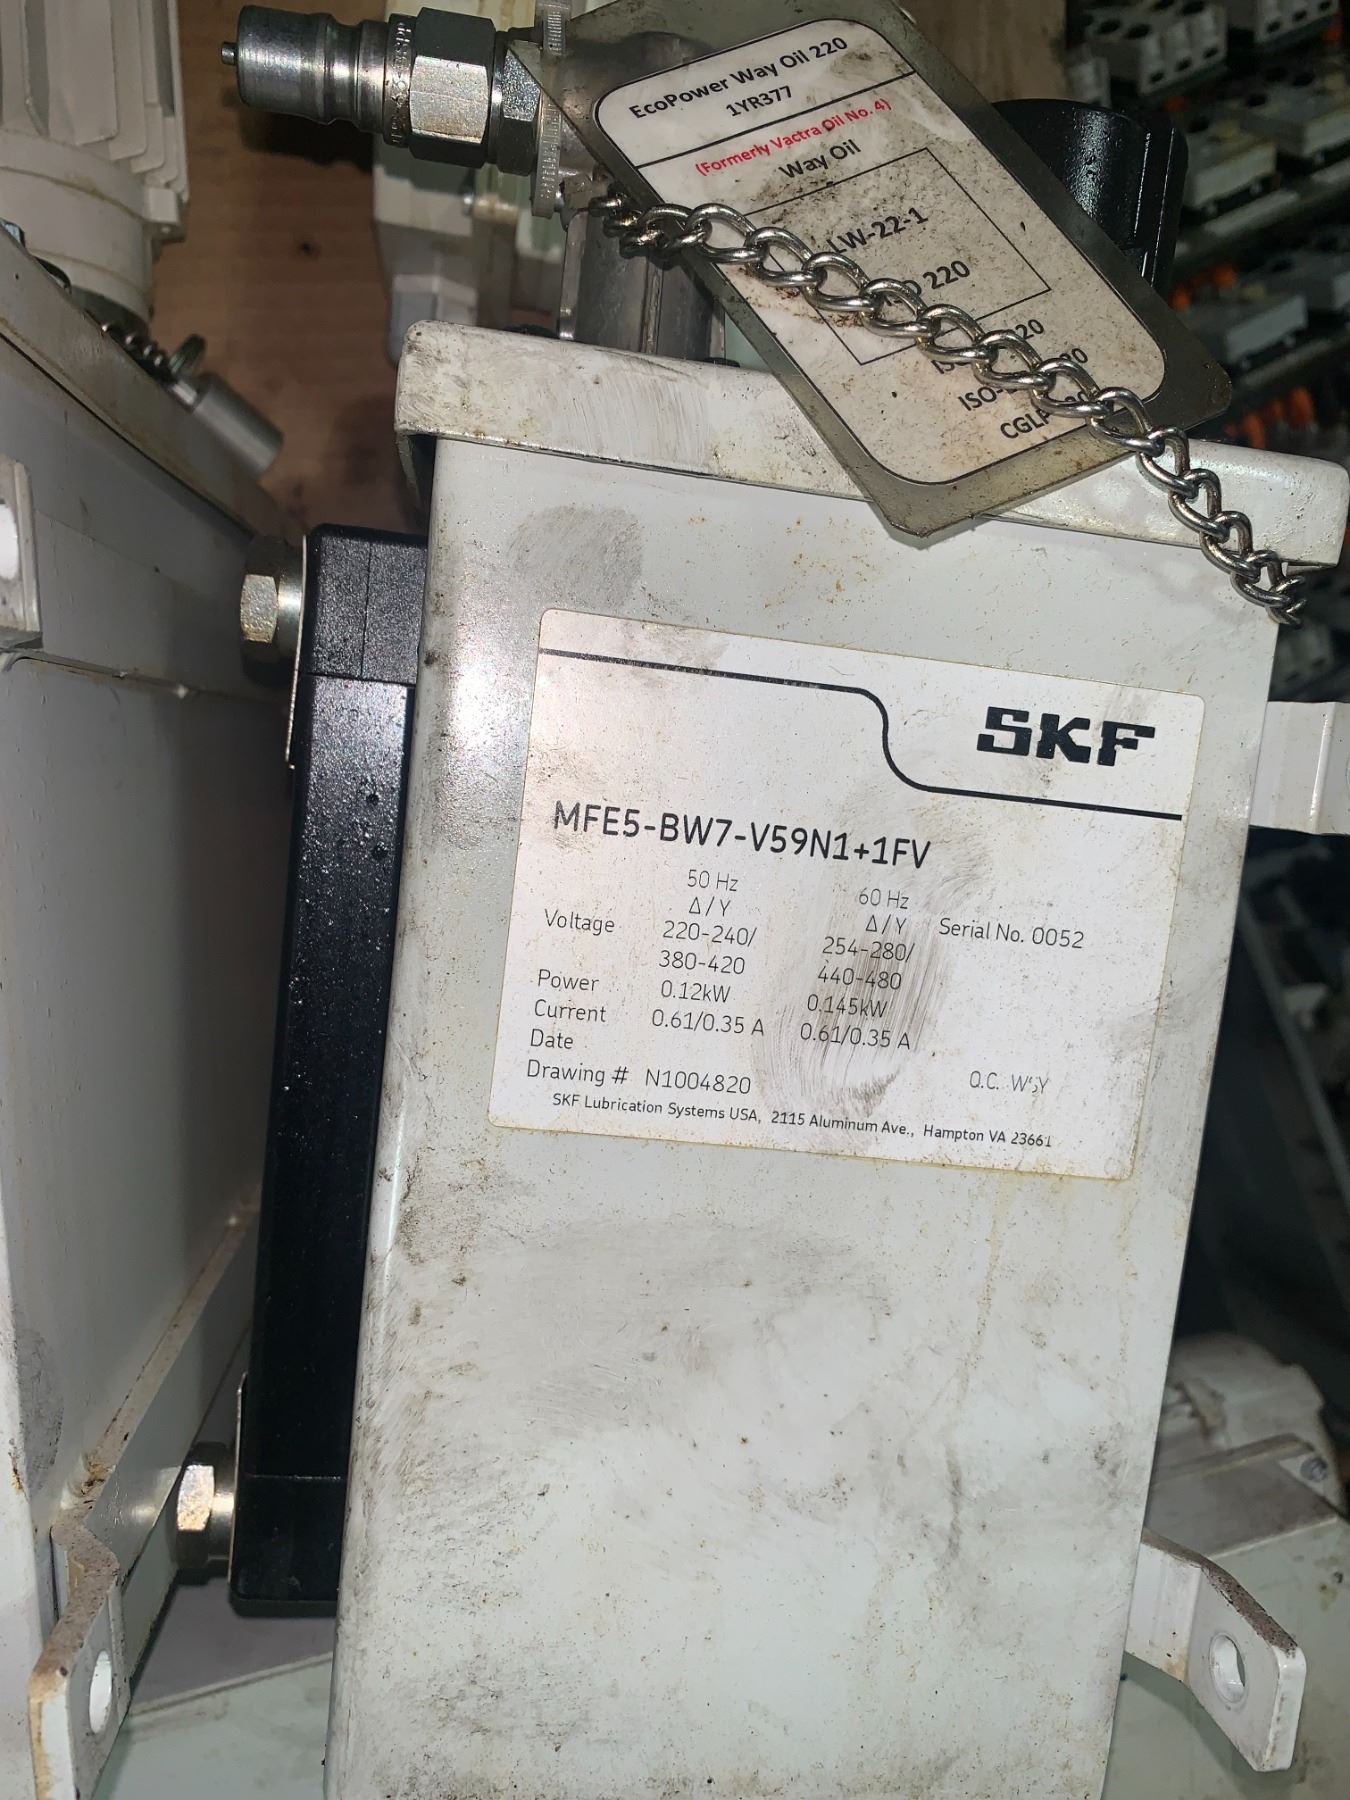 EcoPower Way Oil 220
1YR377
(Formerly Vactra Oil No. 4)
Way Oil
LW-22-1
220
CGLP
SKF
MFE5-BW7-V59N1+1FV
50 Hz 60 Hz
Δ/Y Δ/Y Serial No. 0052
Voltage 220-240/ 254-280/
380-420 440-480
Power 0.12kW 0.145kW
Current 0.61/0.35 A 0.61/0.35 A
Date
Drawing # N1004820 Q.C.
SKF Lubrication Systems USA, 2115 Aluminum Ave., Hampton VA 23661